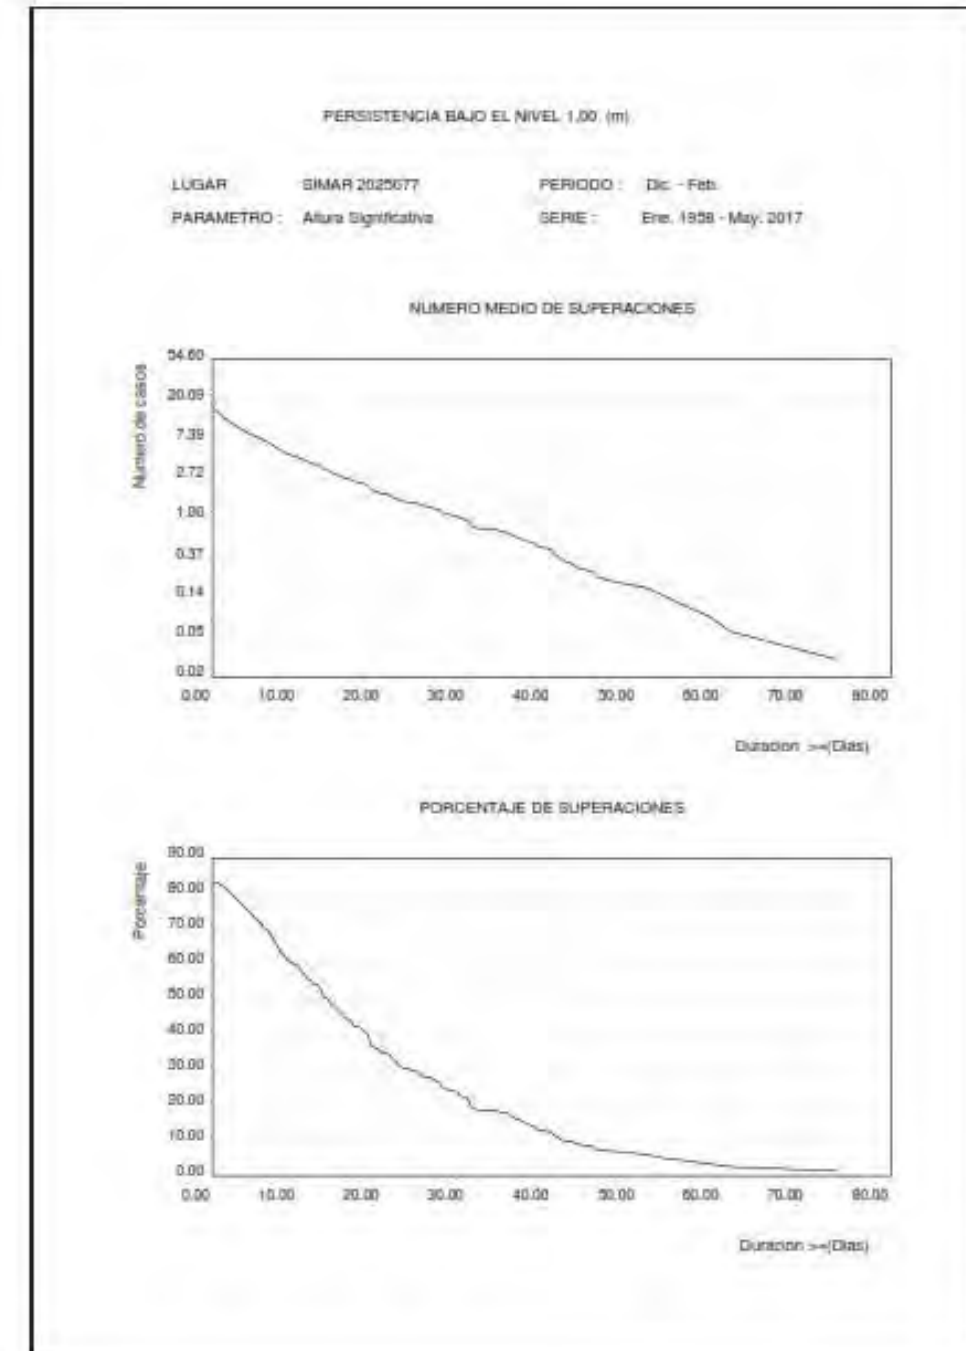 PERSISTENCIA BAJO EL NIVEL 1.00 (m)
LUGAR SIMAR 2025077 PERIODO : Dic. - Feb.
PARAMETRO : Altura Significativa SERIE : Ene. 1958 - May. 2017
NUMERO MEDIO DE SUPERACIONES
Numero de casos
54.60
20.09
7.39
2.72
1.00
0.37
0.14
0.05
0.02
0.00 10.00 20.00 30.00 40.00 50.00 60.00 70.00 80.00
Duracion >=(Dias)
PORCENTAJE DE SUPERACIONES
Porcentaje
90.00
80.00
70.00
60.00
50.00
40.00
30.00
20.00
10.00
0.00
0.00 10.00 20.00 30.00 40.00 50.00 60.00 70.00 80.00
Duracion >=(Dias)